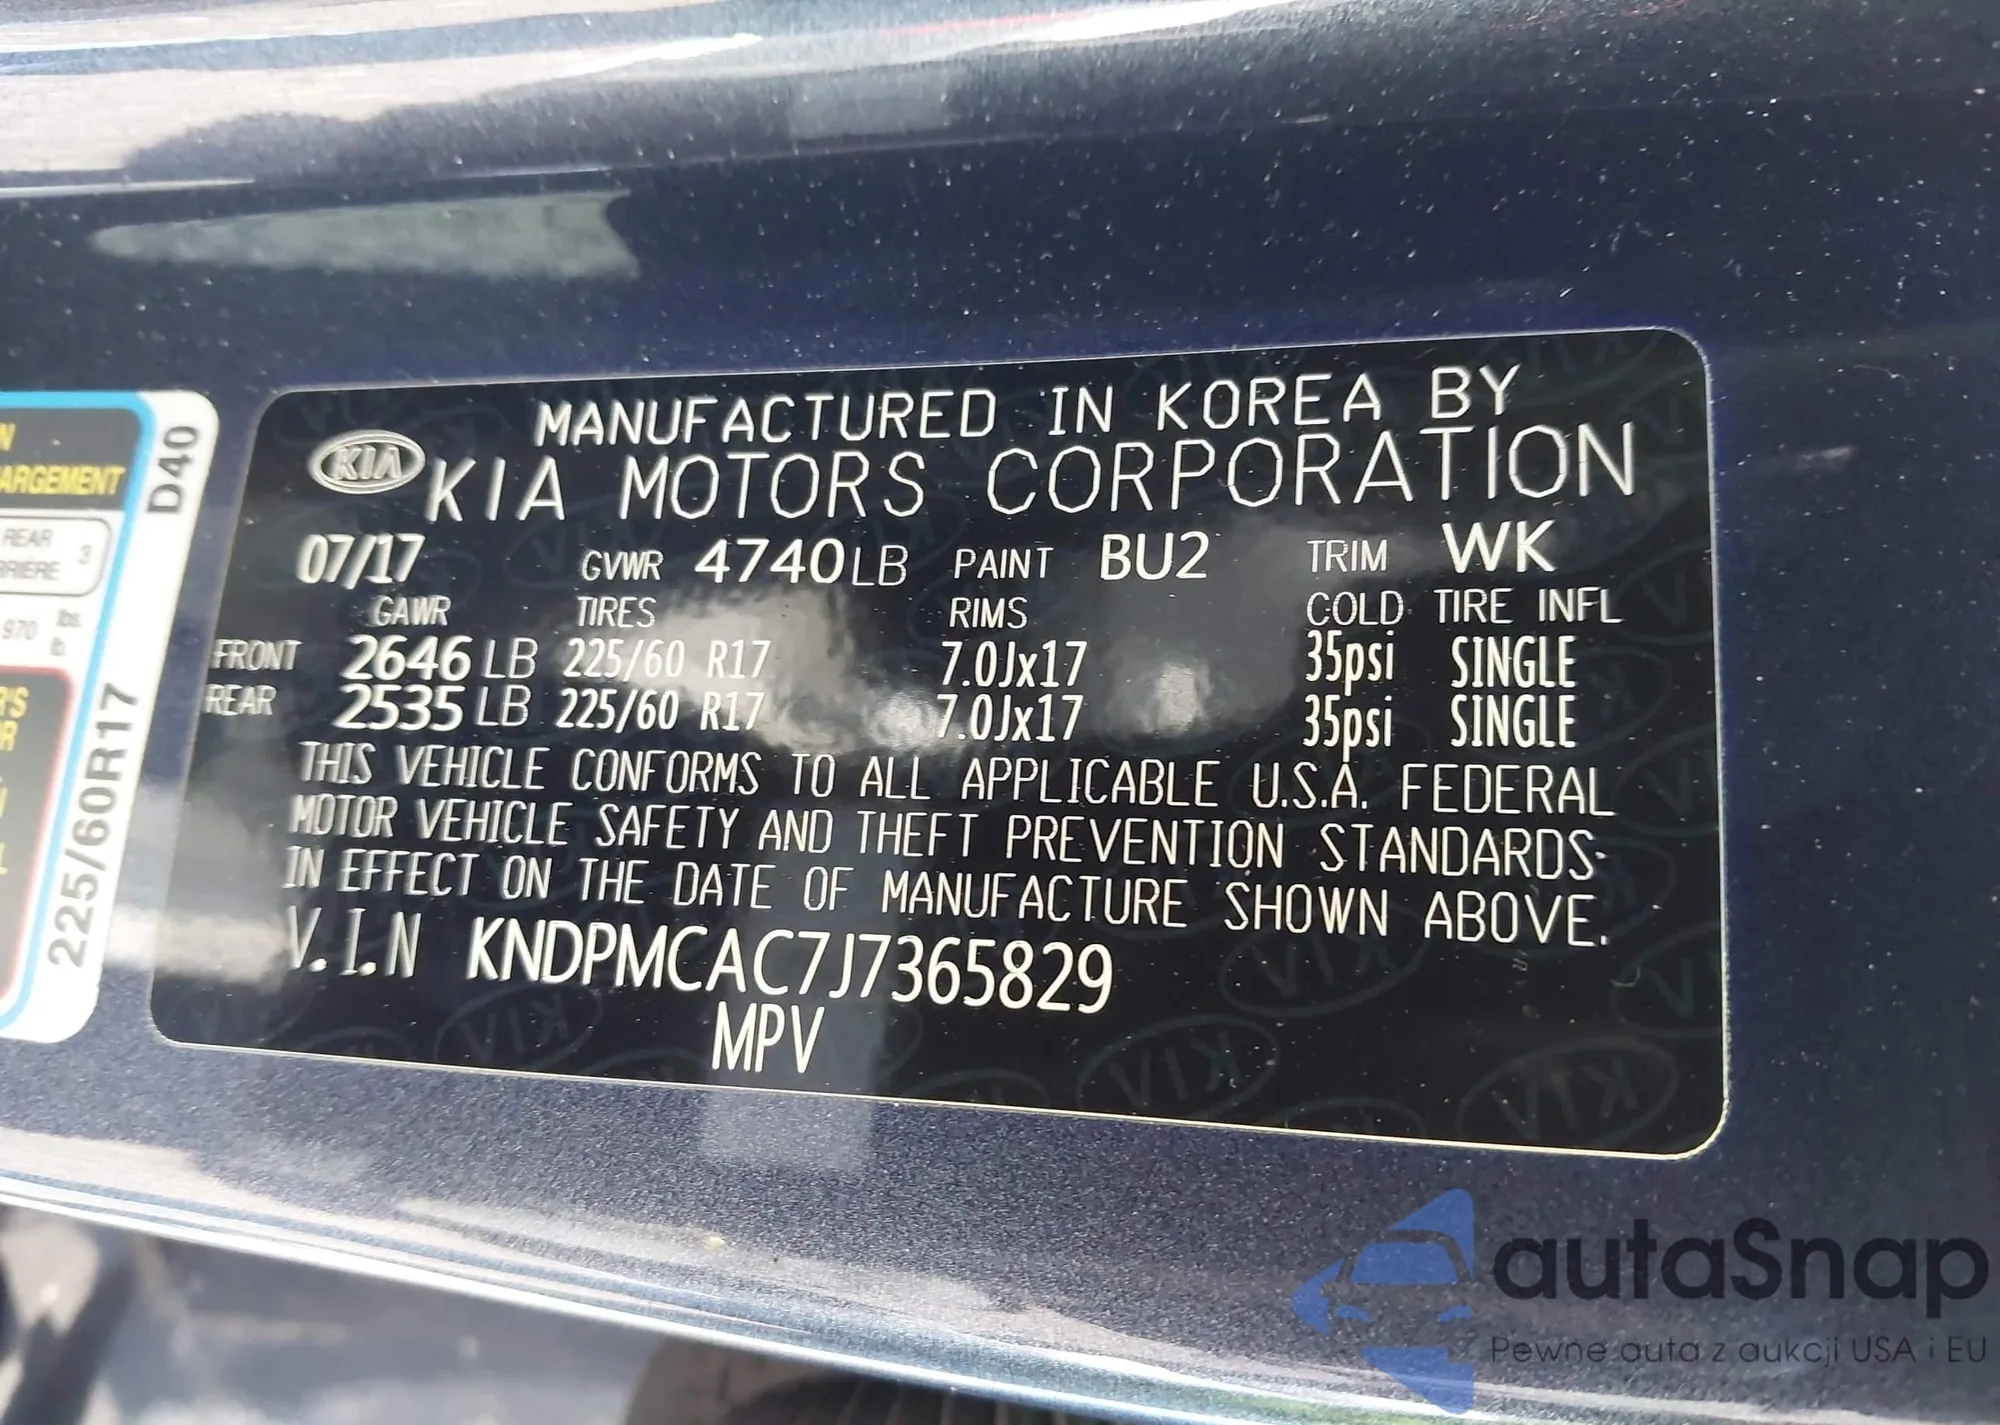 MANUFACTURED IN KOREA BY
KIA
KIA MOTORS CORPORATION
07/17 GVWR 4740LB PAINT BU2 TRIM WK
GAWR TIRES RIMS COLD TIRE INFL
FRONT 2646 LB 225/60 R17 7.0Jx17 35psi SINGLE
REAR 2535 LB 225/60 R17 7.0Jx17 35psi SINGLE
THIS VEHICLE CONFORMS TO ALL APPLICABLE U.S.A. FEDERAL
MOTOR VEHICLE SAFETY AND THEFT PREVENTION STANDARDS
IN EFFECT ON THE DATE OF MANUFACTURE SHOWN ABOVE.
V.I.N KNDPMCAC7J7365829
MPV
D40
225/60R17
REAR 3
970 lbs.
autaSnap
Pewne auta z aukcji USA i EU